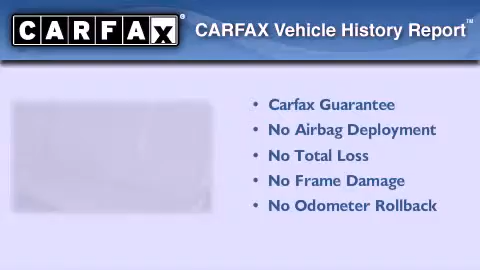 CARFAX® CARFAX Vehicle History Report™
• Carfax Guarantee
• No Airbag Deployment
• No Total Loss
• No Frame Damage
• No Odometer Rollback